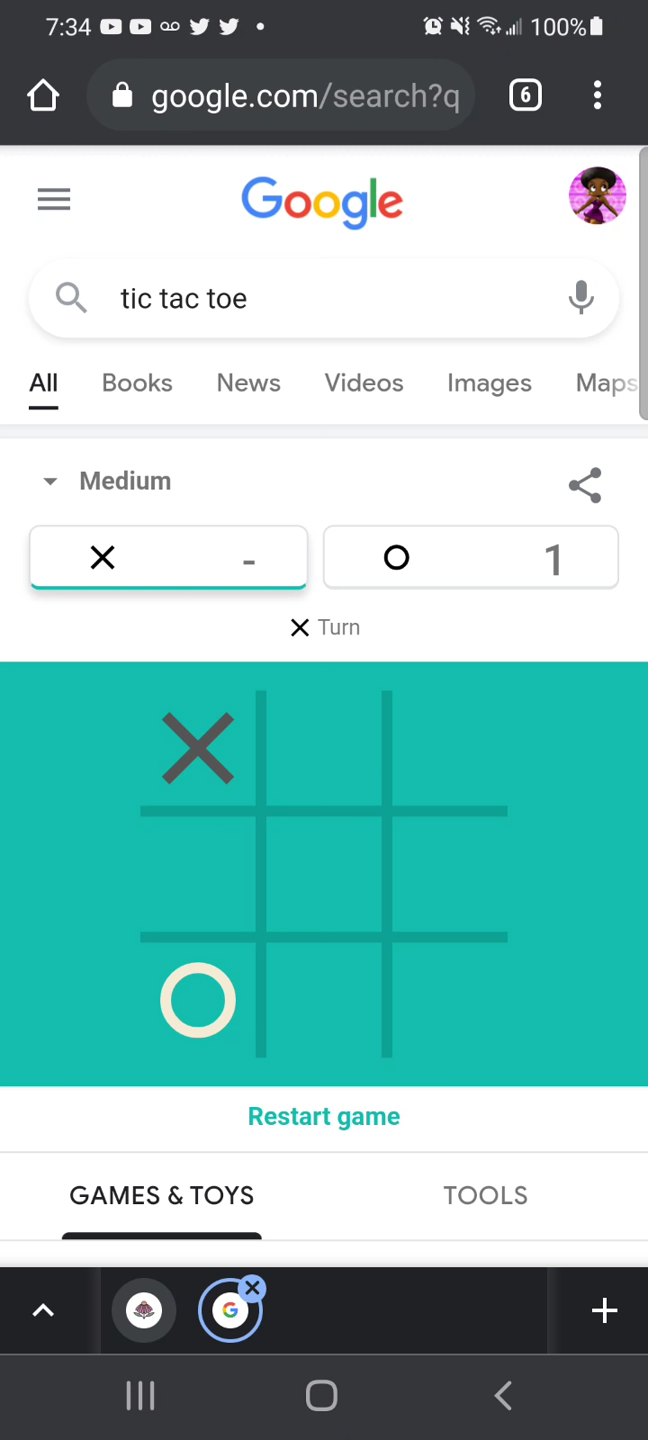 7:34 100%
google.com/search?q 6
Google
tic tac toe
All Books News Videos Images Maps
Medium
X - O 1
X Turn
X
O
Restart game
GAMES & TOYS TOOLS
G